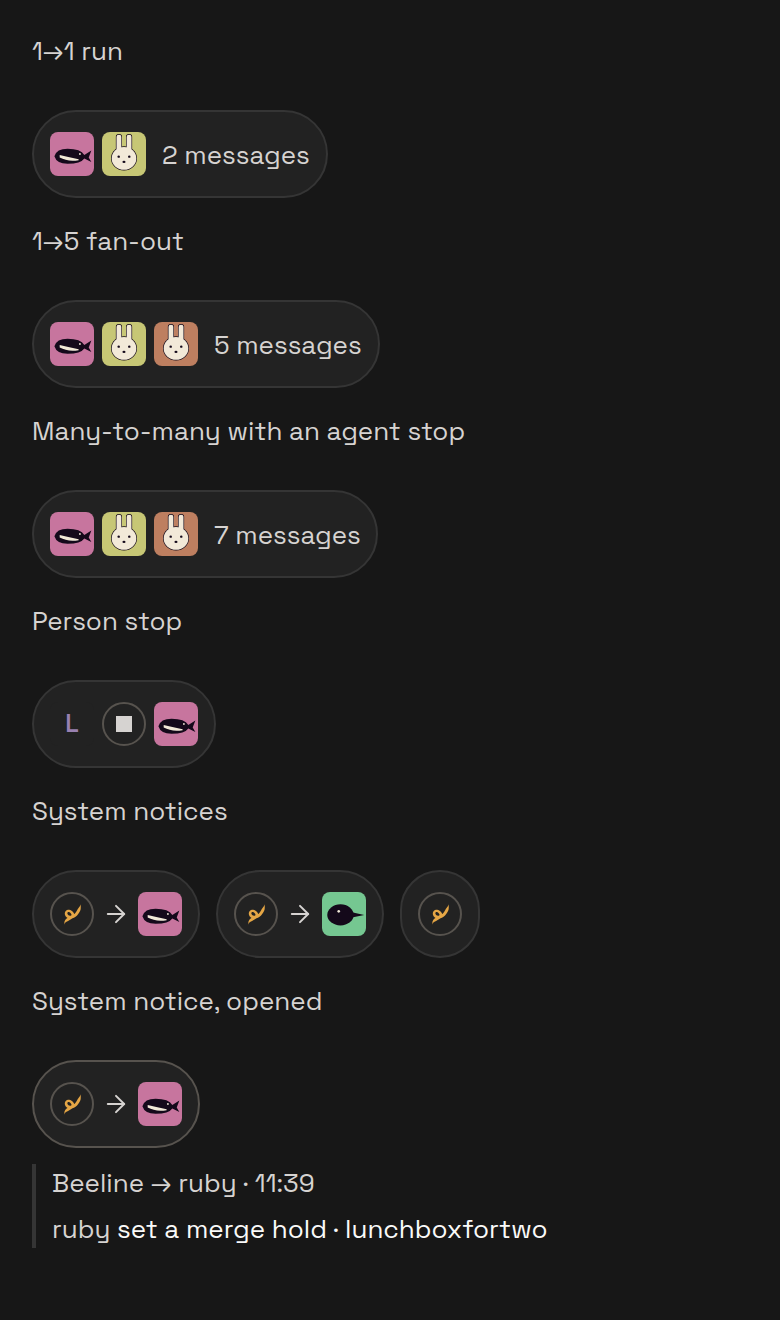 1→1 run
2 messages
1→5 fan-out
5 messages
Many-to-many with an agent stop
7 messages
Person stop
L
System notices
→ →
System notice, opened
→
Beeline → ruby · 11:39
ruby set a merge hold · lunchboxfortwo